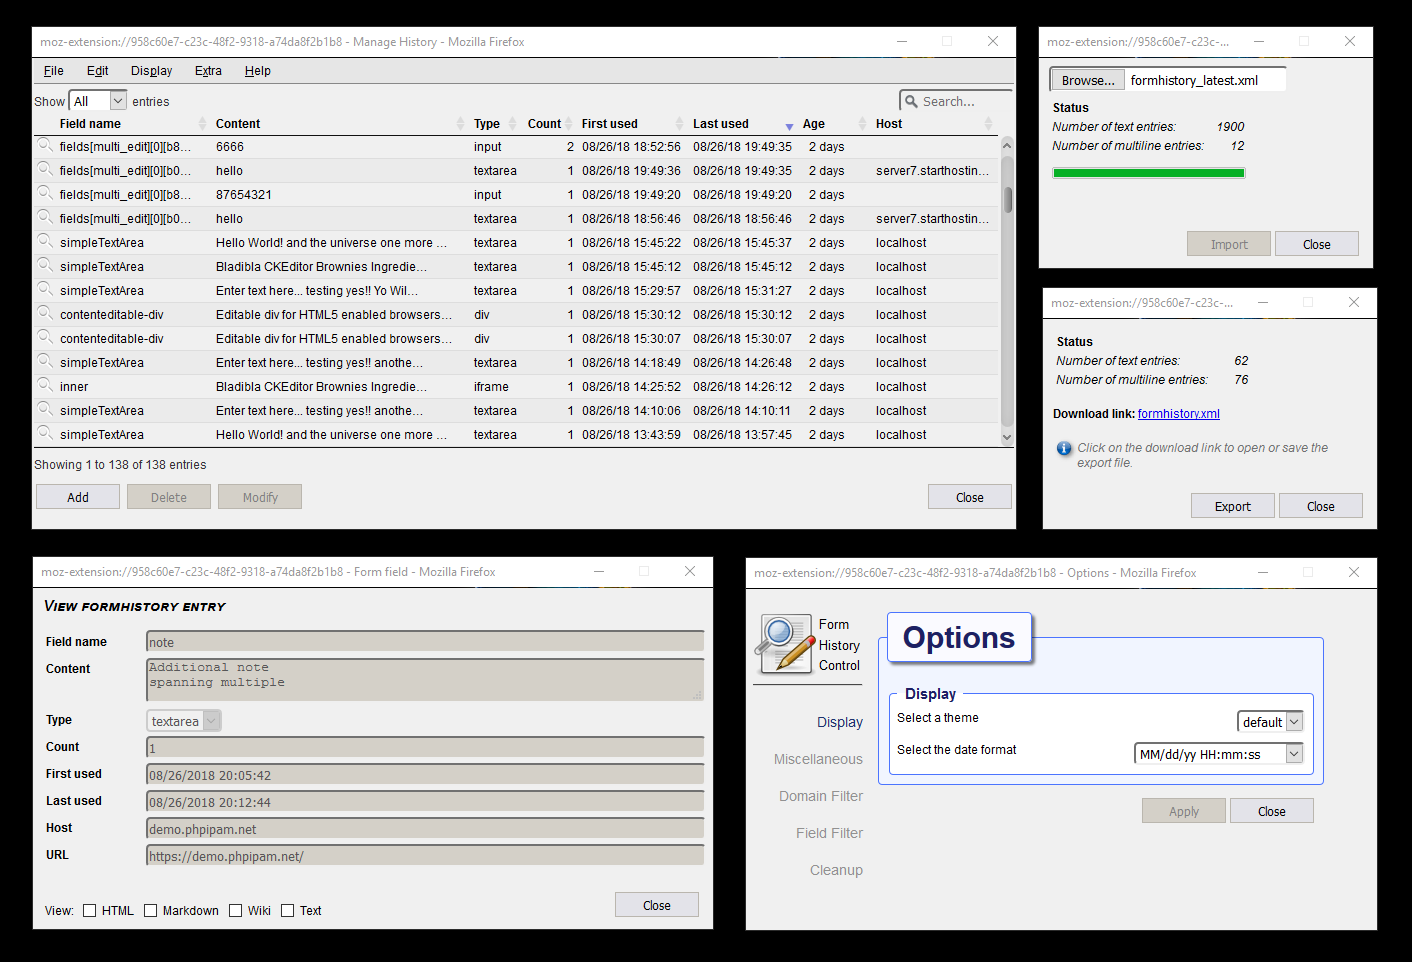 moz-extension://958c60e7-c23c-48f2-9318-a74da8f2b1b8 - Manage History - Mozilla Firefox
File Edit Display Extra Help
Show All entries Search...
Field name Content Type Count First used Last used Age Host
fields[multi_edit][0][b8... 6666 input 2 08/26/18 18:52:56 08/26/18 19:49:35 2 days
fields[multi_edit][0][b0... hello textarea 1 08/26/18 19:49:36 08/26/18 19:49:35 2 days server7.starthostin...
fields[multi_edit][0][b8... 87654321 input 1 08/26/18 19:49:20 08/26/18 19:49:20 2 days
fields[multi_edit][0][b0... hello textarea 1 08/26/18 18:56:46 08/26/18 18:56:46 2 days server7.starthostin...
simpleTextArea Hello World! and the universe one more ... textarea 1 08/26/18 15:45:22 08/26/18 15:45:37 2 days localhost
simpleTextArea Bladibla CKEditor Brownies Ingredie... textarea 1 08/26/18 15:45:12 08/26/18 15:45:12 2 days localhost
simpleTextArea Enter text here... testing yes!! Yo Wil... textarea 1 08/26/18 15:29:57 08/26/18 15:31:27 2 days localhost
contenteditable-div Editable div for HTML5 enabled browsers... div 1 08/26/18 15:30:12 08/26/18 15:30:12 2 days localhost
contenteditable-div Editable div for HTML5 enabled browsers... div 1 08/26/18 15:30:07 08/26/18 15:30:07 2 days localhost
simpleTextArea Enter text here... testing yes!! anothe... textarea 1 08/26/18 14:18:49 08/26/18 14:26:48 2 days localhost
inner Bladibla CKEditor Brownies Ingredie... iframe 1 08/26/18 14:25:52 08/26/18 14:26:12 2 days localhost
simpleTextArea Enter text here... testing yes!! anothe... textarea 1 08/26/18 14:10:06 08/26/18 14:10:11 2 days localhost
simpleTextArea Hello World! and the universe one more ... textarea 1 08/26/18 13:43:59 08/26/18 13:57:45 2 days localhost
Showing 1 to 138 of 138 entries
Add Delete Modify Close
moz-extension://958c60e7-c23c-...
Browse... formhistory_latest.xml
Status
Number of text entries: 1900
Number of multiline entries: 12
Import Close
moz-extension://958c60e7-c23c-...
Status
Number of text entries: 62
Number of multiline entries: 76
Download link: formhistory.xml
Click on the download link to open or save the
export file.
Export Close
moz-extension://958c60e7-c23c-48f2-9318-a74da8f2b1b8 - Form field - Mozilla Firefox
VIEW FORMHISTORY ENTRY
Field name note
Content Additional note
spanning multiple
Type textarea
Count 1
First used 08/26/2018 20:05:42
Last used 08/26/2018 20:12:44
Host demo.phpipam.net
URL https://demo.phpipam.net/
View: HTML Markdown Wiki Text Close
moz-extension://958c60e7-c23c-48f2-9318-a74da8f2b1b8 - Options - Mozilla Firefox
Form
History
Control
Display
Miscellaneous
Domain Filter
Field Filter
Cleanup
Options
Display
Select a theme default
Select the date format MM/dd/yy HH:mm:ss
Apply Close